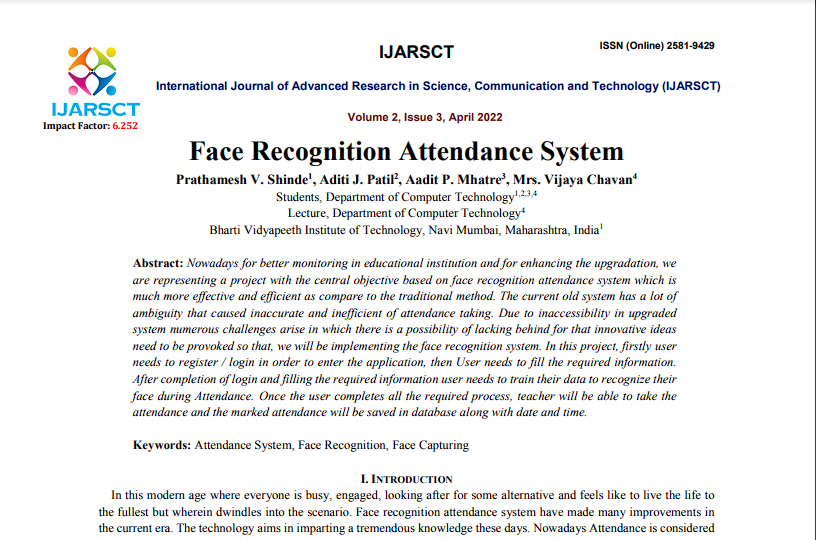 IJARSCT
ISSN (Online) 2581-9429
International Journal of Advanced Research in Science, Communication and Technology (IJARSCT)
IJARSCT
Impact Factor: 6.252
Volume 2, Issue 3, April 2022
Face Recognition Attendance System
Prathamesh V. Shinde1, Aditi J. Patil2, Aadit P. Mhatre3, Mrs. Vijaya Chavan4
Students, Department of Computer Technology1,2,3,4
Lecture, Department of Computer Technology4
Bharti Vidyapeeth Institute of Technology, Navi Mumbai, Maharashtra, India1
Abstract: Nowadays for better monitoring in educational institution and for enhancing the upgradation, we
are representing a project with the central objective based on face recognition attendance system which is
much more effective and efficient as compare to the traditional method. The current old system has a lot of
ambiguity that caused inaccurate and inefficient of attendance taking. Due to inaccessibility in upgraded
system numerous challenges arise in which there is a possibility of lacking behind for that innovative ideas
need to be provoked so that, we will be implementing the face recognition system. In this project, firstly user
needs to register / login in order to enter the application, then User needs to fill the required information.
After completion of login and filling the required information user needs to train their data to recognize their
face during Attendance. Once the user completes all the required process, teacher will be able to take the
attendance and the marked attendance will be saved in database along with date and time.
Keywords: Attendance System, Face Recognition, Face Capturing
I. INTRODUCTION
In this modern age where everyone is busy, engaged, looking after for some alternative and feels like to live the life to
the fullest but wherein dwindles into the scenario. Face recognition attendance system have made many improvements in
the current era. The technology aims in imparting a tremendous knowledge these days. Nowadays Attendance is considered